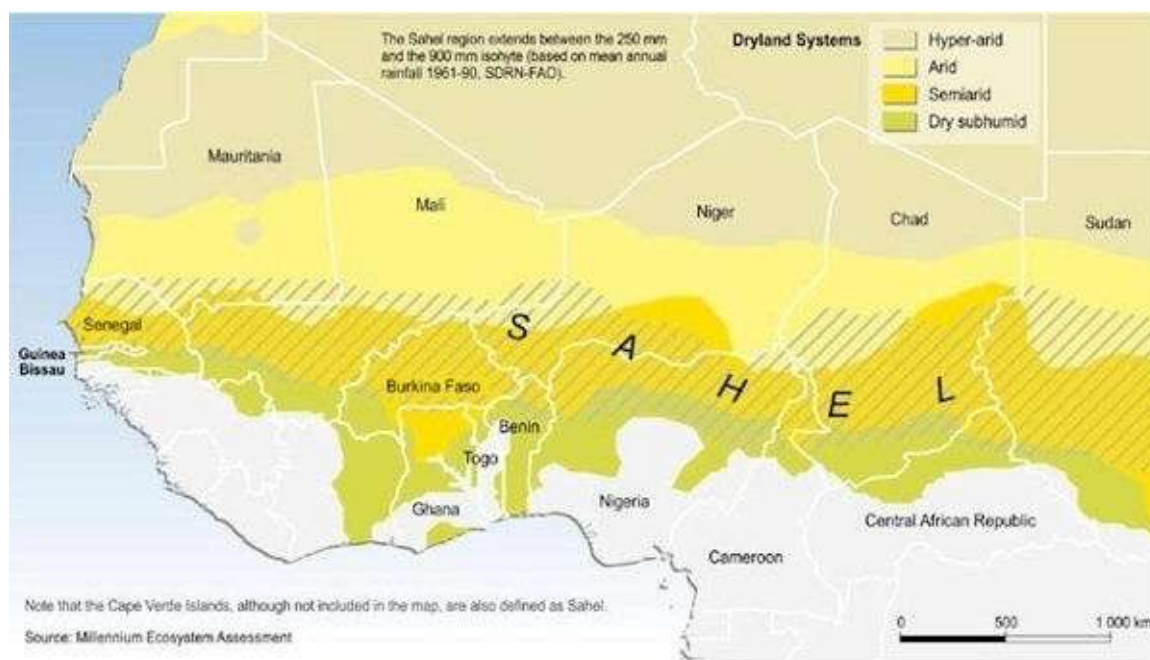 The Sahel region extends between the 250 mm
and the 900 mm isohyte (based on mean annual
rainfall 1961-90, SDRN-FAO).
Dryland Systems
Hyper-arid
Arid
Semiarid
Dry subhumid
Mauritania
Mali
Niger
Chad
Sudan
Senegal
Guinea
Bissau
SAHEL
Burkina Faso
Benin
Togo
Ghana
Nigeria
Cameroon
Central African Republic
Note that the Cape Verde Islands, although not included in the map, are also defined as Sahel.
Source: Millennium Ecosystem Assessment
0 500 1 000 km